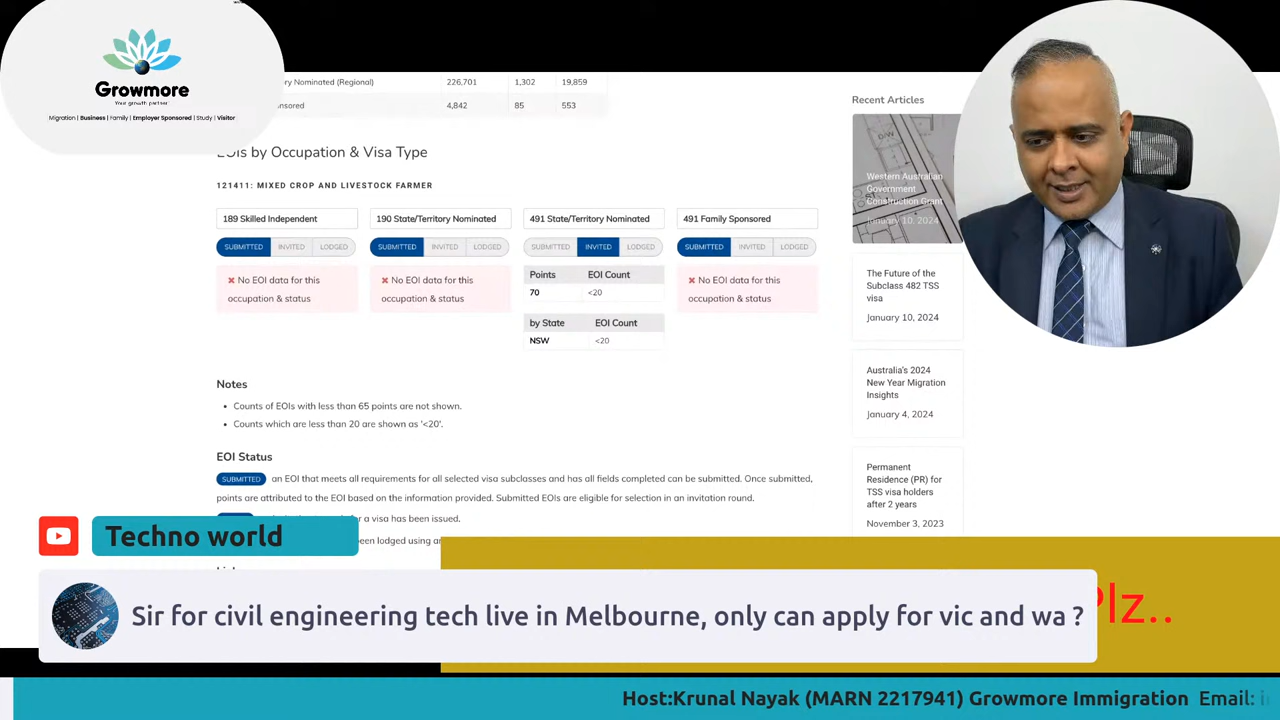 Growmore
Your growth partner!
Migration | Business | Family | Employer Sponsored | Study | Visitor
ry Nominated (Regional) 226,701 1,302 19,859
nsored 4,842 85 553
EOIs by Occupation & Visa Type
121411: MIXED CROP AND LIVESTOCK FARMER
189 Skilled Independent
SUBMITTED INVITED LODGED
✖ No EOI data for this
occupation & status
190 State/Territory Nominated
SUBMITTED INVITED LODGED
✖ No EOI data for this
occupation & status
491 State/Territory Nominated
SUBMITTED INVITED LODGED
Points EOI Count
70 <20
by State EOI Count
NSW <20
491 Family Sponsored
SUBMITTED INVITED LODGED
✖ No EOI data for this
occupation & status
Notes
• Counts of EOIs with less than 65 points are not shown.
• Counts which are less than 20 are shown as '<20'.
EOI Status
SUBMITTED an EOI that meets all requirements for all selected visa subclasses and has all fields completed can be submitted. Once submitted,
points are attributed to the EOI based on the information provided. Submitted EOIs are eligible for selection in an invitation round.
for a visa has been issued.
een lodged using an
Recent Articles
D/W
Western Australian
Government
Construction Grant
January 10, 2024
The Future of the
Subclass 482 TSS
visa
January 10, 2024
Australia's 2024
New Year Migration
Insights
January 4, 2024
Permanent
Residence (PR) for
TSS visa holders
after 2 years
November 3, 2023
Techno world
Sir for civil engineering tech live in Melbourne, only can apply for vic and wa ?
Plz..
Host:Krunal Nayak (MARN 2217941) Growmore Immigration Email: i